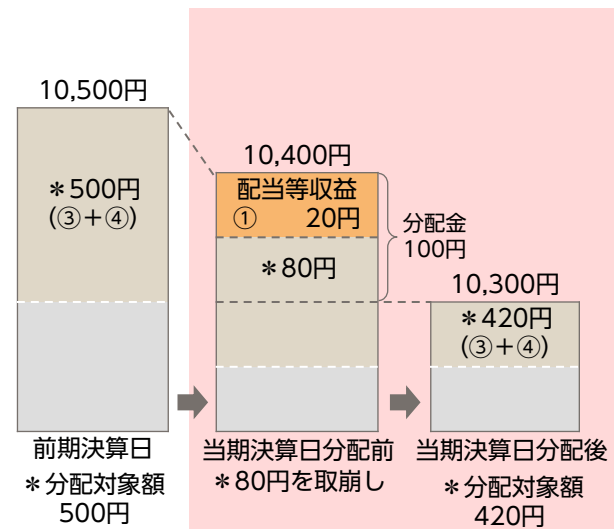 10,500円
＊500円
(③＋④)
前期決算日
＊分配対象額
500円
10,400円
配当等収益
① 20円
＊80円
分配金
100円
当期決算日分配前
＊80円を取崩し
10,300円
＊420円
(③＋④)
当期決算日分配後
＊分配対象額
420円